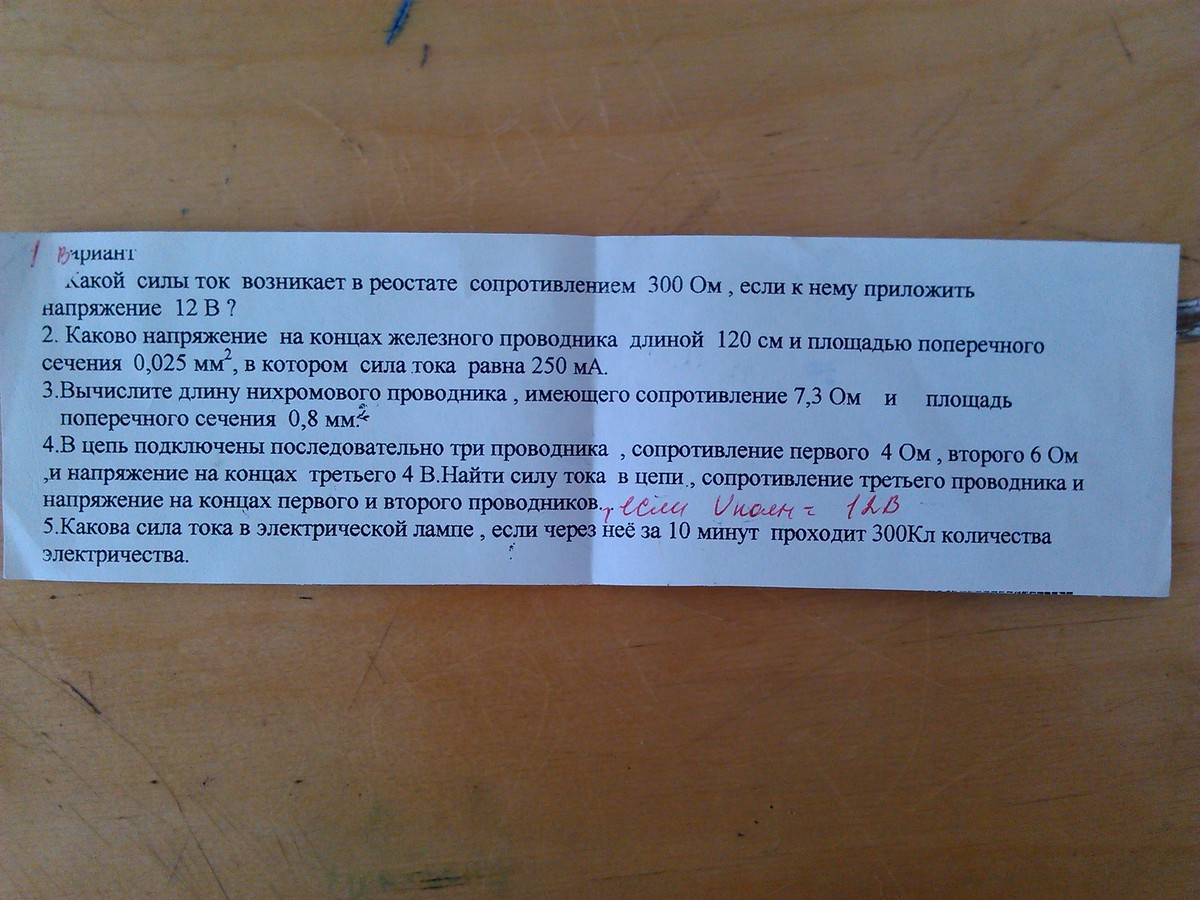 1 Вариант
Какой силы ток возникает в реостате сопротивлением 300 Ом , если к нему приложить
напряжение 12 В ?
2. Каково напряжение на концах железного проводника длиной 120 см и площадью поперечного
сечения 0,025 мм², в котором сила тока равна 250 мА.
3.Вычислите длину нихромового проводника , имеющего сопротивление 7,3 Ом и площадь
поперечного сечения 0,8 мм.²
4.В цепь подключены последовательно три проводника , сопротивление первого 4 Ом , второго 6 Ом
,и напряжение на концах третьего 4 В.Найти силу тока в цепи , сопротивление третьего проводника и
напряжение на концах первого и второго проводников., если Uполн = 12В
5.Какова сила тока в электрической лампе , если через неё за 10 минут проходит 300Кл количества
электричества.